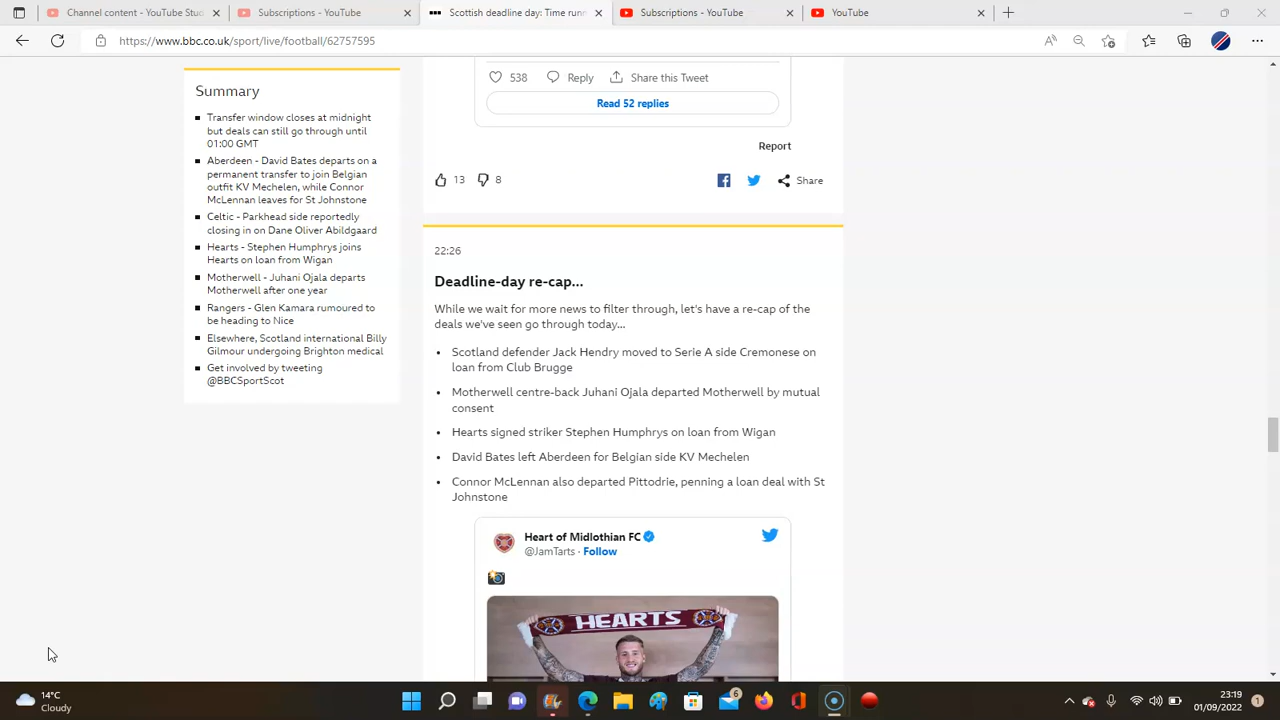 Channel content - YouTube Stud
Subscriptions - YouTube
Scottish deadline day: Time runn
Subscriptions - YouTube
YouTube
https://www.bbc.co.uk/sport/live/football/62757595
Summary
Transfer window closes at midnight
but deals can still go through until
01:00 GMT
Aberdeen - David Bates departs on a
permanent transfer to join Belgian
outfit KV Mechelen, while Connor
McLennan leaves for St Johnstone
Celtic - Parkhead side reportedly
closing in on Dane Oliver Abildgaard
Hearts - Stephen Humphrys joins
Hearts on loan from Wigan
Motherwell - Juhani Ojala departs
Motherwell after one year
Rangers - Glen Kamara rumoured to
be heading to Nice
Elsewhere, Scotland international Billy
Gilmour undergoing Brighton medical
Get involved by tweeting
@BBCSportScot
538 Reply Share this Tweet
Read 52 replies
Report
13 8 Share
22:26
Deadline-day re-cap...
While we wait for more news to filter through, let's have a re-cap of the
deals we've seen go through today...
Scotland defender Jack Hendry moved to Serie A side Cremonese on
loan from Club Brugge
Motherwell centre-back Juhani Ojala departed Motherwell by mutual
consent
Hearts signed striker Stephen Humphrys on loan from Wigan
David Bates left Aberdeen for Belgian side KV Mechelen
Connor McLennan also departed Pittodrie, penning a loan deal with St
Johnstone
Heart of Midlothian FC
@JamTarts · Follow
HEARTS
14°C
Cloudy
6
23:19
01/09/2022